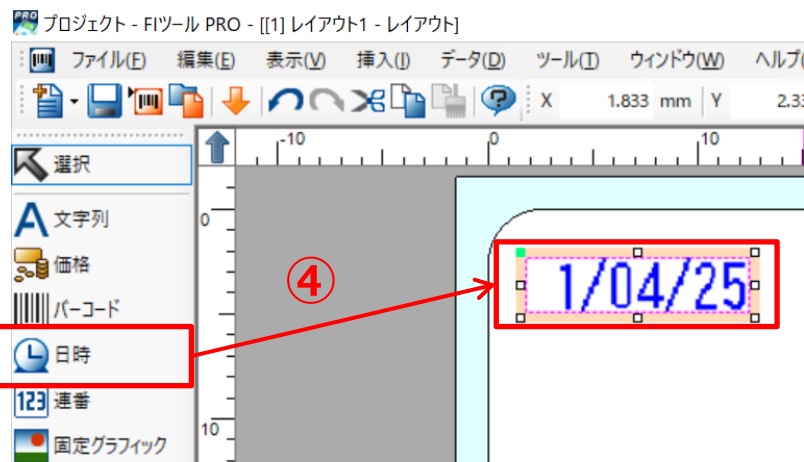 PRO プロジェクト - FIツール PRO - [[1] レイアウト1 - レイアウト]
ファイル(F) 編集(E) 表示(V) 挿入(I) データ(D) ツール(T) ウィンドウ(W) ヘルプ(
X 1.833 mm Y 2.33
-10 0 10
選択
0
A 文字列
価格
④
1/04/25
バーコード
日時
123 連番
10
固定グラフィック